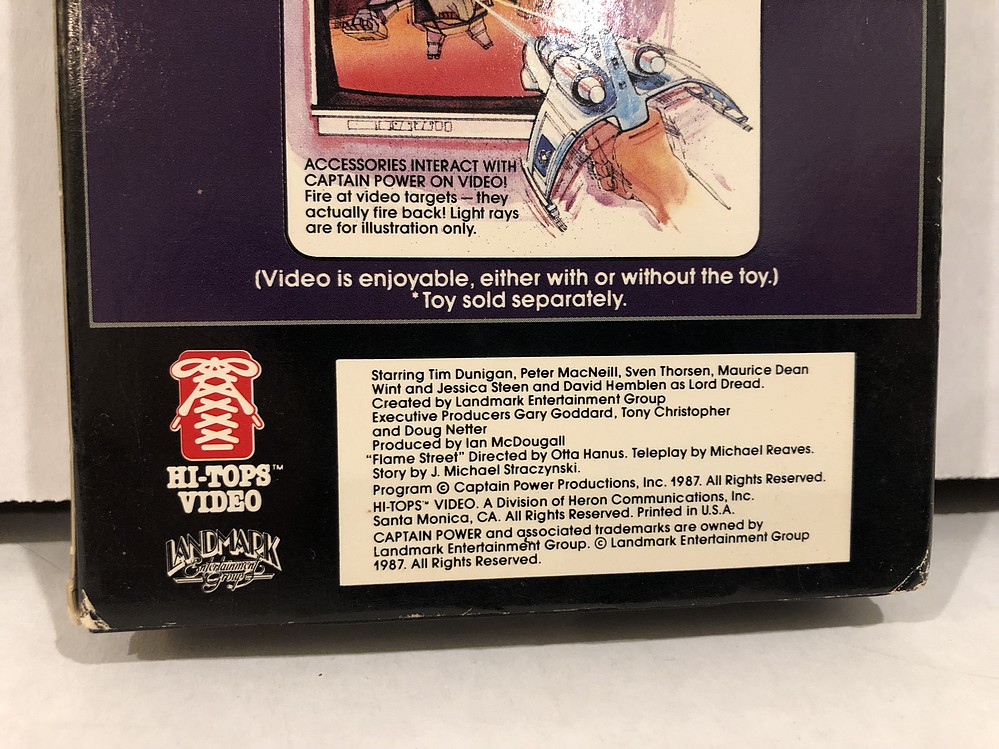 ACCESSORIES INTERACT WITH
CAPTAIN POWER ON VIDEO!
Fire at video targets — they
actually fire back! Light rays
are for illustration only.
(Video is enjoyable, either with or without the toy.)
*Toy sold separately.
HI-TOPS™
VIDEO
LANDMARK
Entertainment
Group
Starring Tim Dunigan, Peter MacNeill, Sven Thorsen, Maurice Dean
Wint and Jessica Steen and David Hemblen as Lord Dread.
Created by Landmark Entertainment Group
Executive Producers Gary Goddard, Tony Christopher
and Doug Netter
Produced by Ian McDougall
“Flame Street” Directed by Otta Hanus. Teleplay by Michael Reaves.
Story by J. Michael Straczynski.
Program © Captain Power Productions, Inc. 1987. All Rights Reserved.
HI-TOPS™ VIDEO. A Division of Heron Communications, Inc.
Santa Monica, CA. All Rights Reserved. Printed in U.S.A.
CAPTAIN POWER and associated trademarks are owned by
Landmark Entertainment Group. © Landmark Entertainment Group
1987. All Rights Reserved.